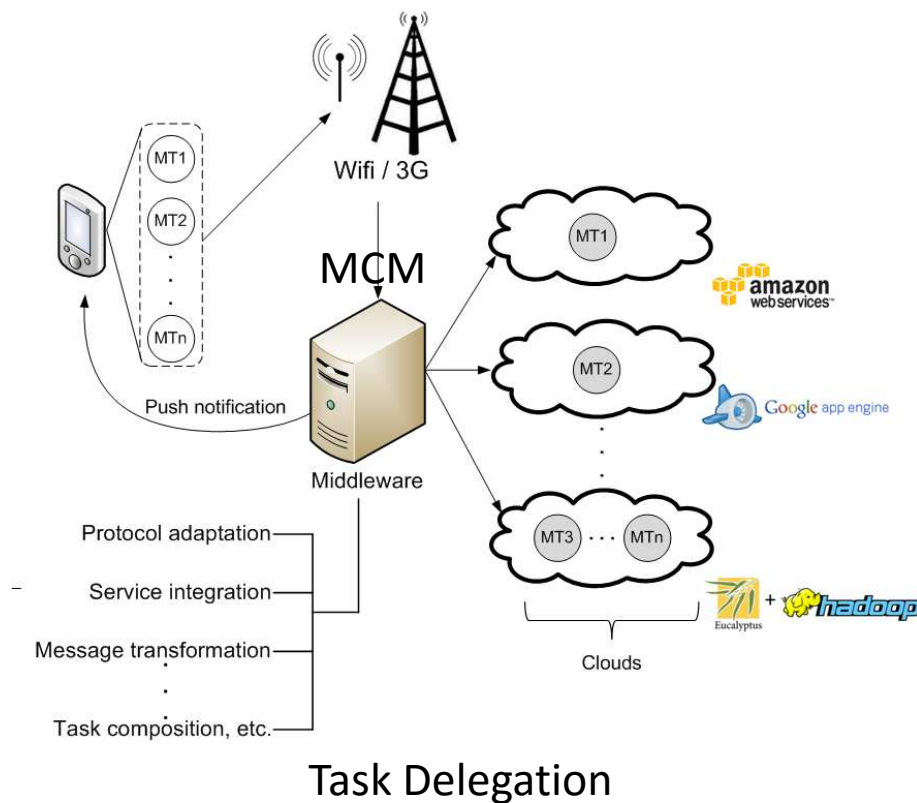 MT1
MT2
MTn
Wifi / 3G
MCM
Push notification
Middleware
Protocol adaptation
Service integration
Message transformation
Task composition, etc.
MT1
amazon
web services™
MT2
Google app engine
MT3 ... MTn
Eucalyptus + hadoop
Clouds
Task Delegation